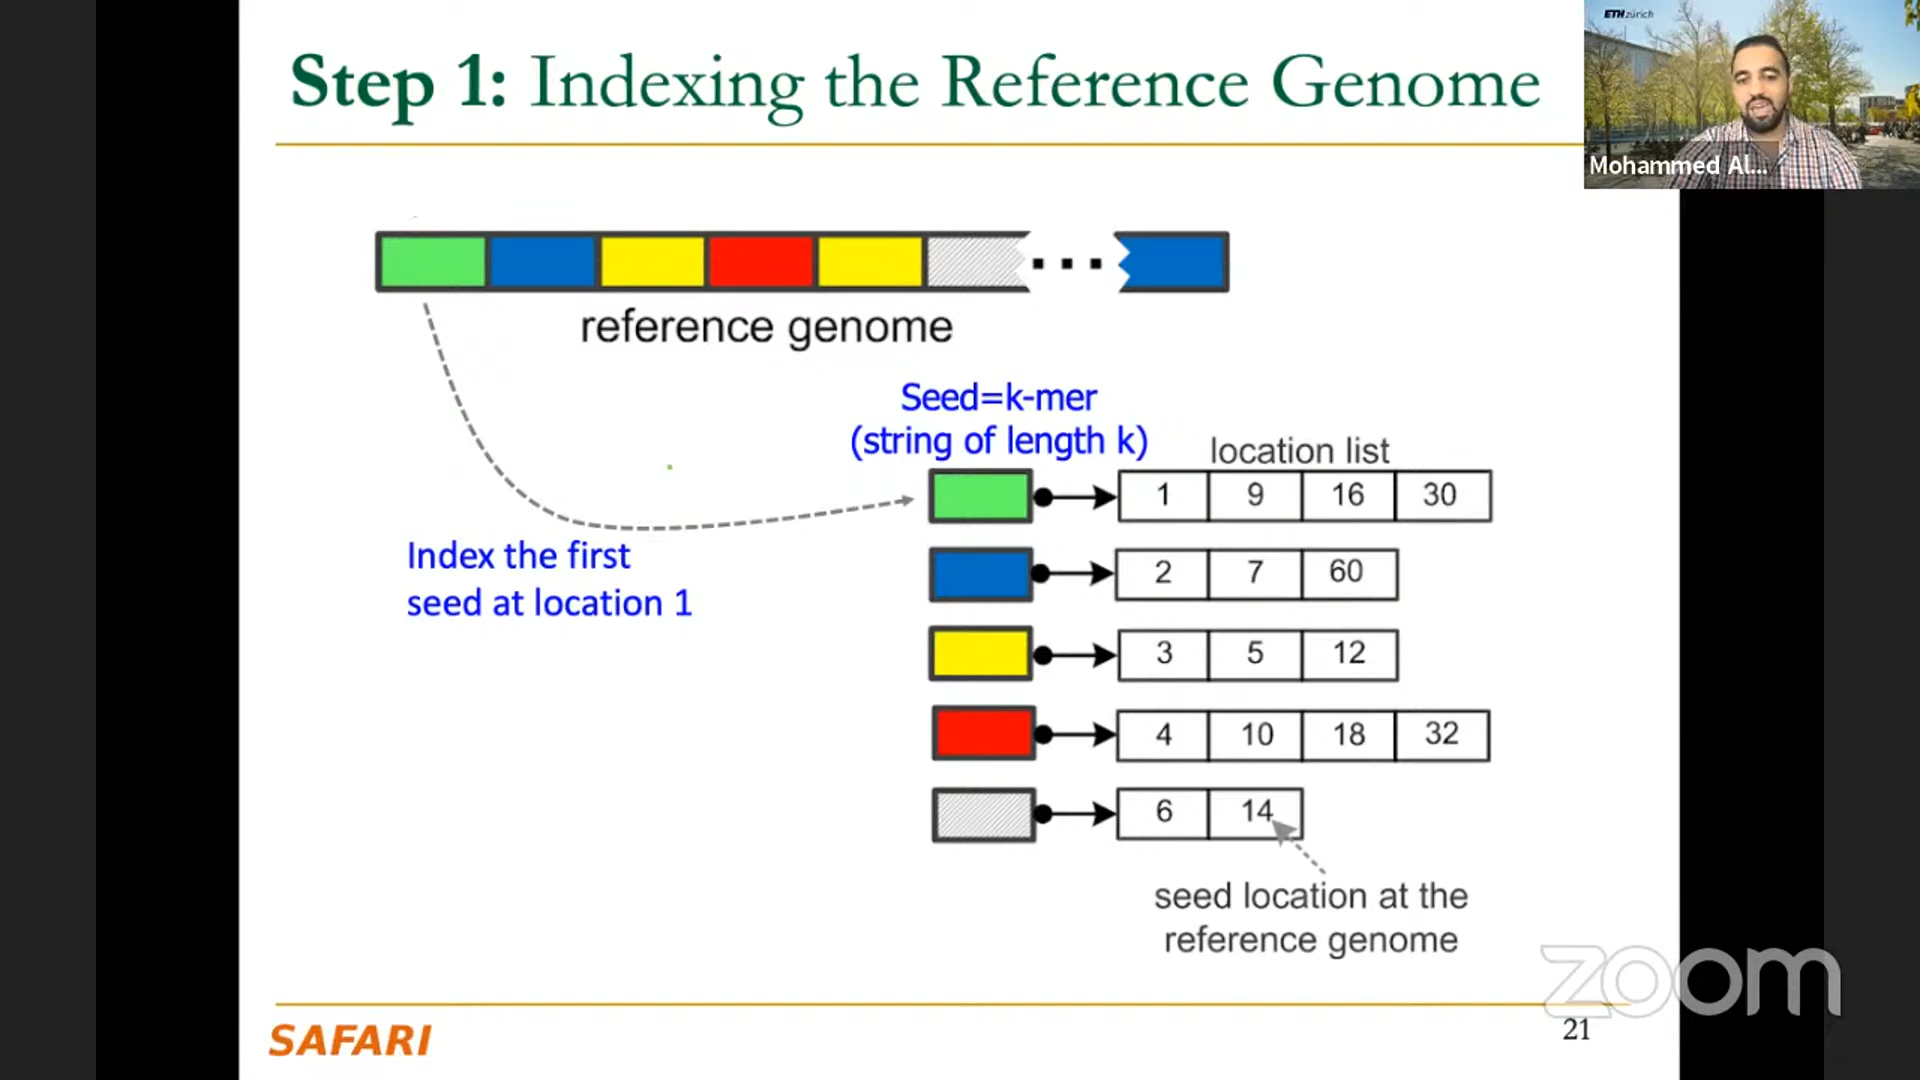 Step 1: Indexing the Reference Genome
ETH zürich
Mohammed Al...
reference genome
Seed=k-mer
(string of length k)
location list
1 9 16 30
Index the first
seed at location 1
2 7 60
3 5 12
4 10 18 32
6 14
seed location at the
reference genome
zoom
SAFARI
21